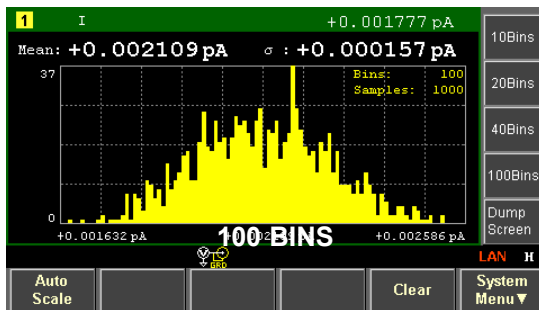 1 I +0.001777 pA
Mean: +0.002109 pA σ : +0.000157 pA
37
Bins: 100
Samples: 1000
0
+0.001632 pA
+0.002586 pA
100 BINS
10Bins
20Bins
40Bins
100Bins
Dump
Screen
V
GRD
LAN H
Auto
Scale
Clear
System
Menu▼